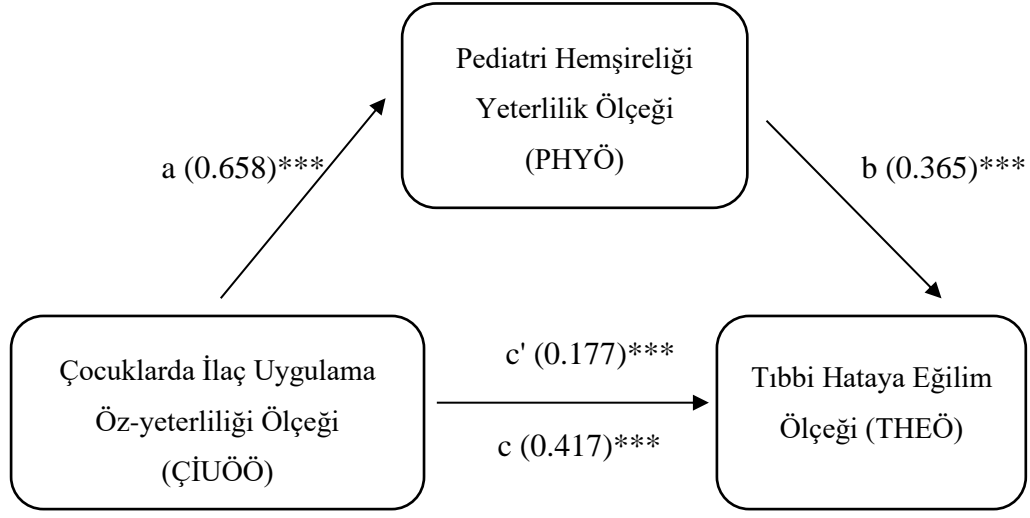 Pediatri Hemşireliği
Yeterlilik Ölçeği
(PHYÖ)
a (0.658)***
b (0.365)***
Çocuklarda İlaç Uygulama
Öz-yeterliliği Ölçeği
(ÇİUÖÖ)
c' (0.177)***
c (0.417)***
Tıbbi Hataya Eğilim
Ölçeği (THEÖ)